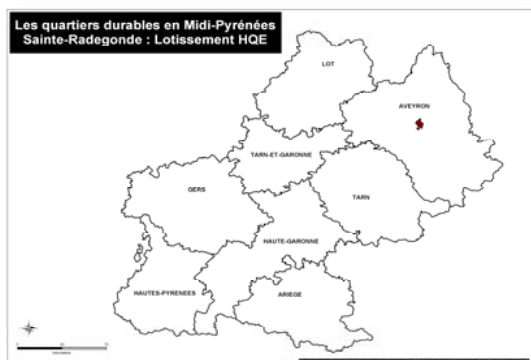 Les quartiers durables en Midi-Pyrénées
Sainte-Radegonde : Lotissement HQE
LOT
AVEYRON
TARN-ET-GARONNE
GERS
TARN
HAUTE-GARONNE
HAUTES-PYRENEES
ARIEGE